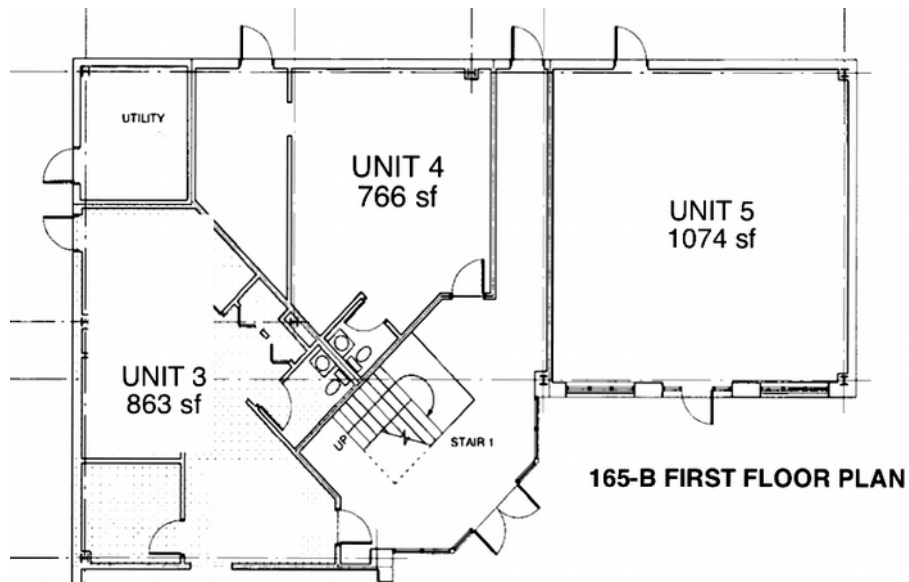 UTILITY
UNIT 4
766 sf
UNIT 5
1074 sf
UNIT 3
863 sf
UP
STAIR 1
165-B FIRST FLOOR PLAN